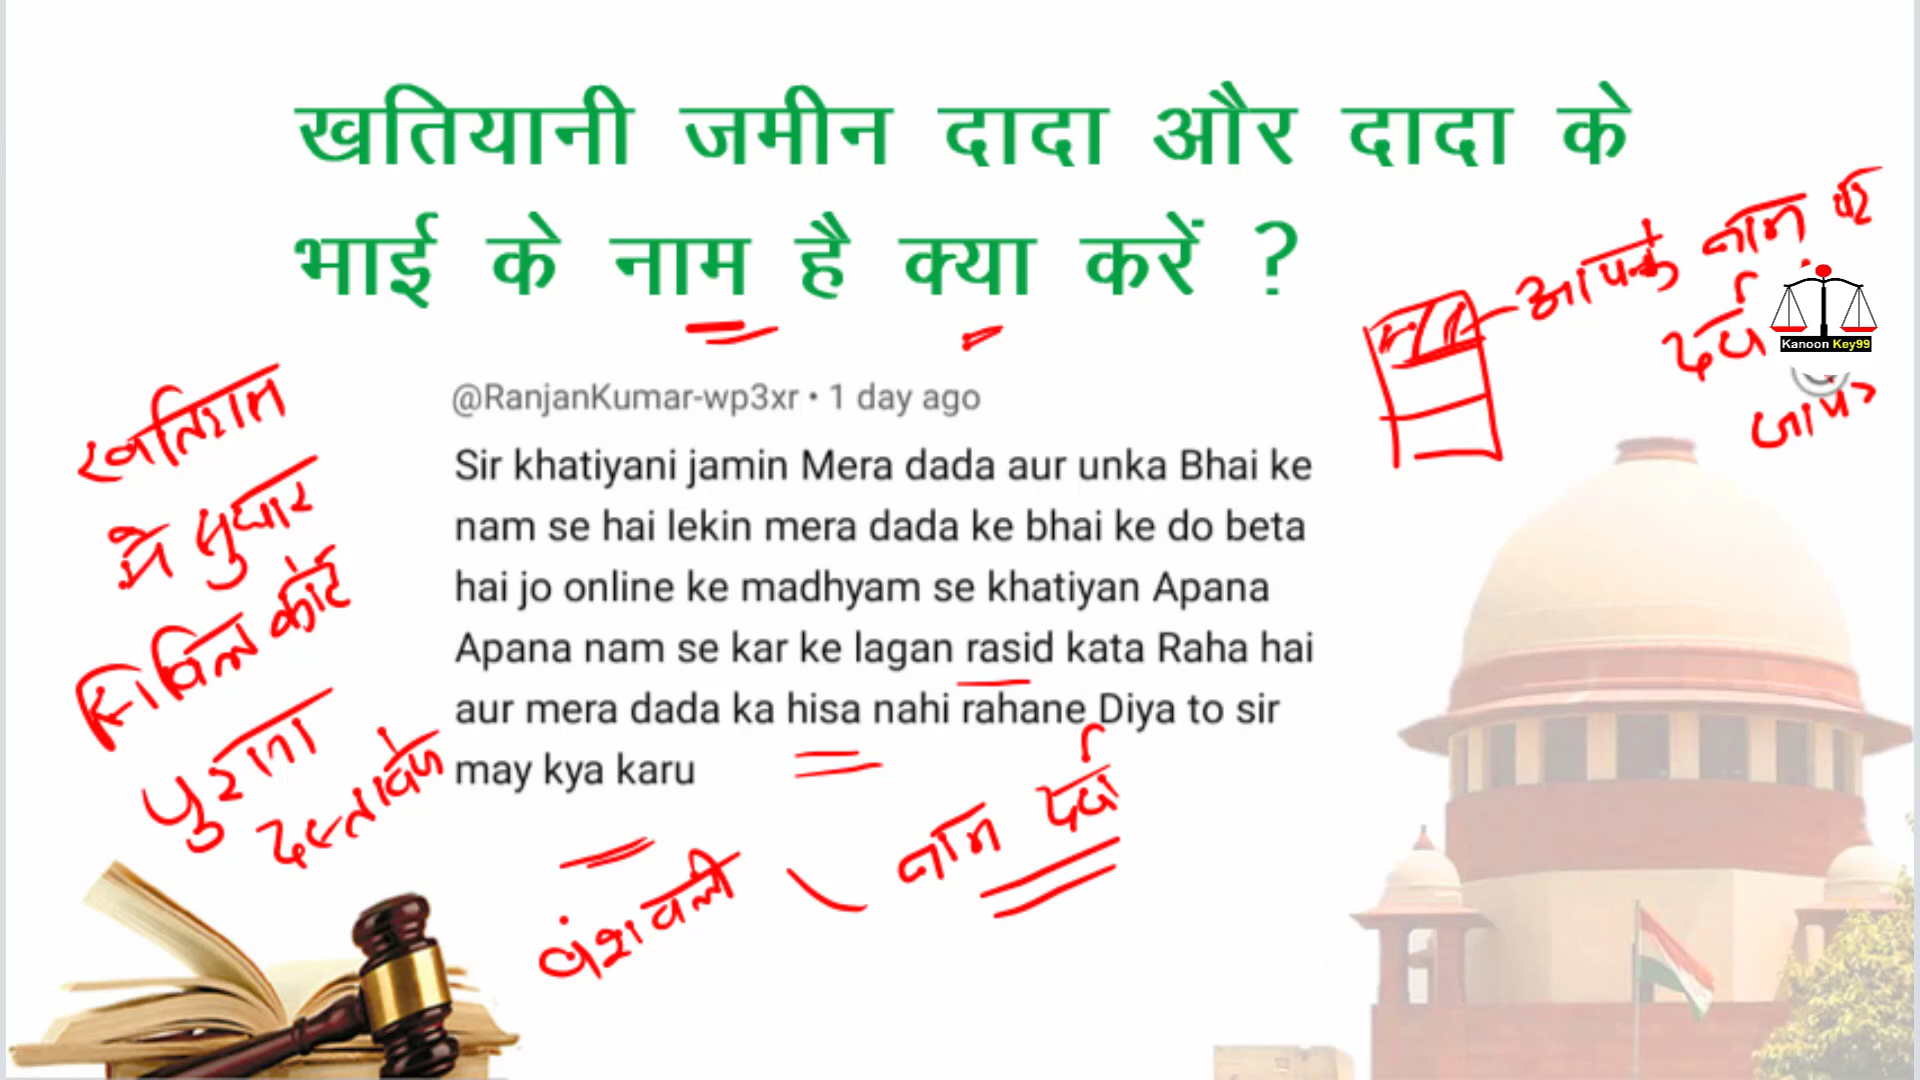 खतियानी जमीन दादा और दादा के
भाई के नाम है क्या करें ?
@RanjanKumar-wp3xr • 1 day ago
Sir khatiyani jamin Mera dada aur unka Bhai ke
nam se hai lekin mera dada ke bhai ke do beta
hai jo online ke madhyam se khatiyan Apana
Apana nam se kar ke lagan rasid kata Raha hai
aur mera dada ka hisa nahi rahane Diya to sir
may kya karu
खतियान
मे सुधार
सिविल कोर्ट
पुराना
दस्तावेज
वंशावली
नाम दर्ज
आपके नाम पर
दर्ज
Kanoon Key99